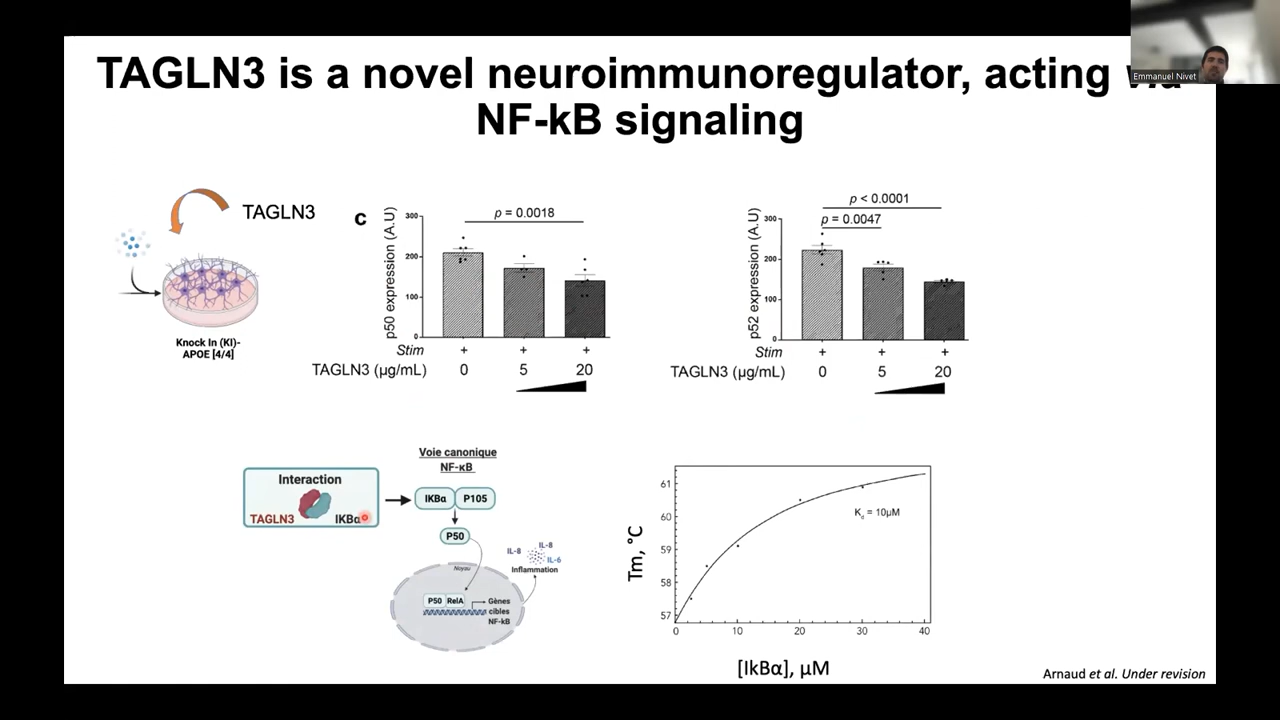 TAGLN3 is a novel neuroimmunoregulator, acting via
NF-kB signaling
Emmanuel Nivet
TAGLN3
Knock In (KI)-
APOE [4/4]
c
p50 expression (A.U)
300
200
100
0
p = 0.0018
Stim + + +
TAGLN3 (µg/mL) 0 5 20
p52 expression (A.U)
300
200
100
0
p < 0.0001
p = 0.0047
Stim + + +
TAGLN3 (µg/mL) 0 5 20
Interaction
TAGLN3 IKBα
Voie canonique
NF-κB
IKBα P105
P50
Noyau
IL-8 IL-8 IL-6
Inflammation
P50 RelA
Gènes
cibles
NF-kB
Tm, °C
61
60
59
58
57
0 10 20 30 40
Kd = 10µM
[IkBα], µM
Arnaud et al. Under revision